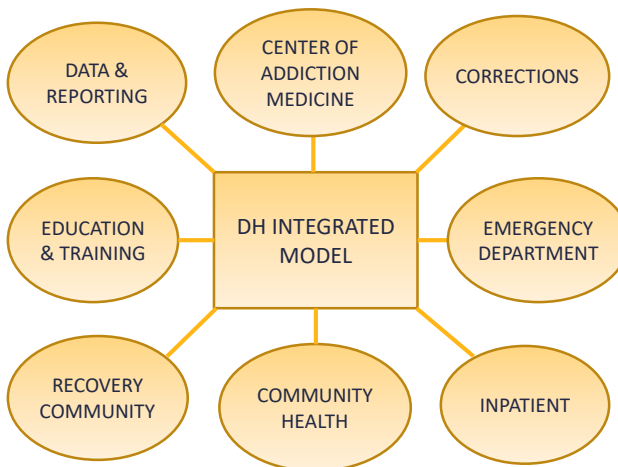 DATA &
REPORTING
CENTER OF
ADDICTION
MEDICINE
CORRECTIONS
EDUCATION
& TRAINING
DH INTEGRATED
MODEL
EMERGENCY
DEPARTMENT
RECOVERY
COMMUNITY
COMMUNITY
HEALTH
INPATIENT